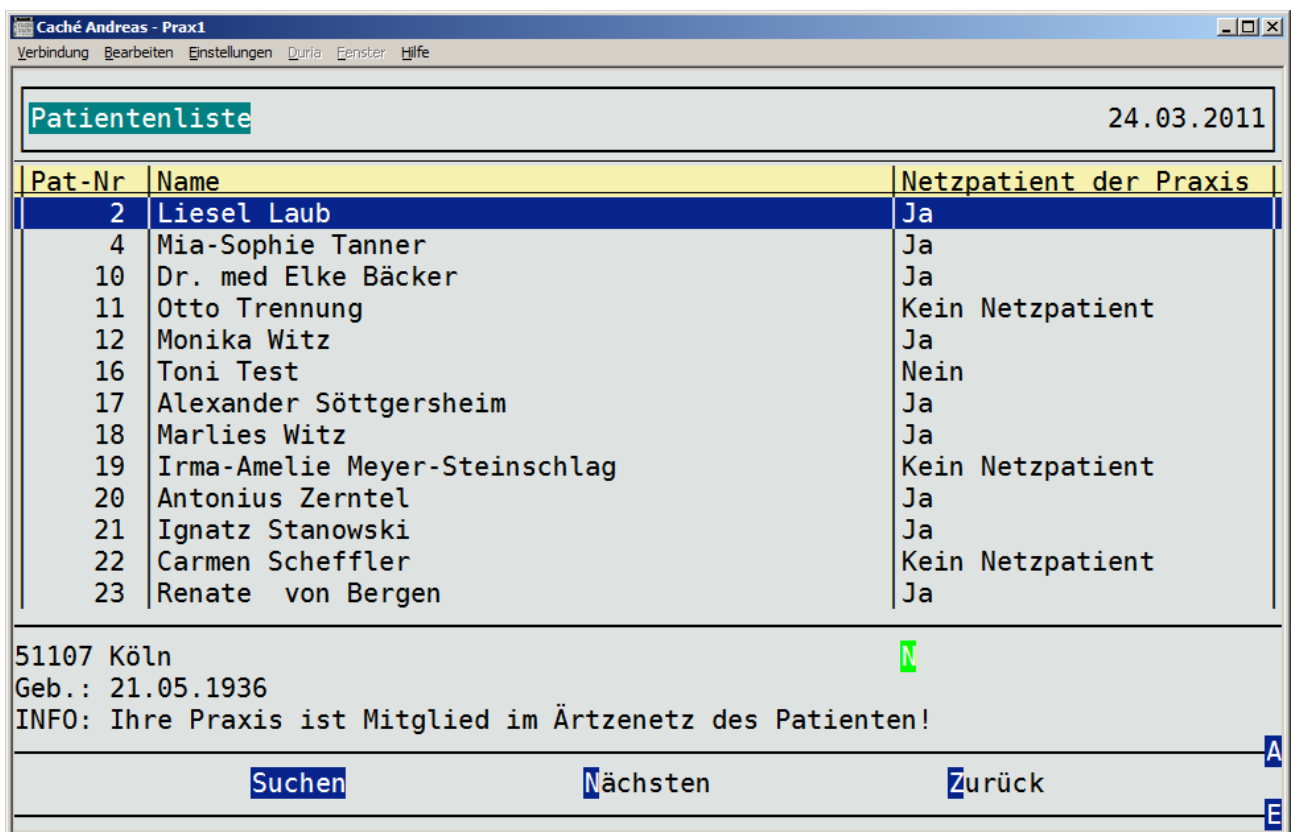 Caché Andreas - Prax1
Verbindung Bearbeiten Einstellungen Duria Fenster Hilfe
Patientenliste 24.03.2011
Pat-Nr Name Netzpatient der Praxis
2 Liesel Laub Ja
4 Mia-Sophie Tanner Ja
10 Dr. med Elke Bäcker Ja
11 Otto Trennung Kein Netzpatient
12 Monika Witz Ja
16 Toni Test Nein
17 Alexander Söttgersheim Ja
18 Marlies Witz Ja
19 Irma-Amelie Meyer-Steinschlag Kein Netzpatient
20 Antonius Zerntel Ja
21 Ignatz Stanowski Ja
22 Carmen Scheffler Kein Netzpatient
23 Renate  von Bergen Ja
51107 Köln N
Geb.: 21.05.1936
INFO: Ihre Praxis ist Mitglied im Ärtzenetz des Patienten!
A
Suchen Nächsten Zurück
E